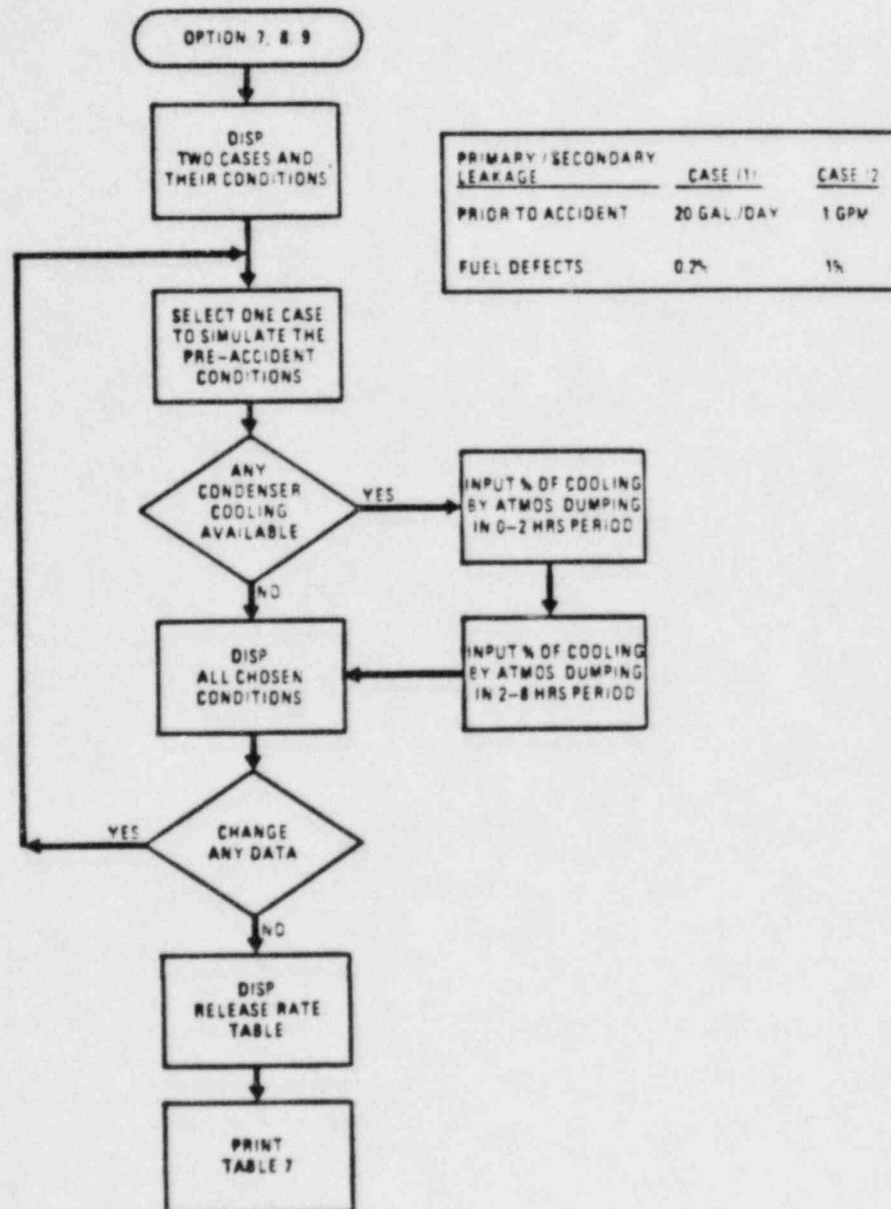 OPTION 7, 8, 9
DISP
TWO CASES AND
THEIR CONDITIONS
PRIMARY / SECONDARY
LEAKAGE CASE (1) CASE (2)
PRIOR TO ACCIDENT 20 GAL./DAY 1 GPM
FUEL DEFECTS 0.2% 1%
SELECT ONE CASE
TO SIMULATE THE
PRE-ACCIDENT
CONDITIONS
ANY
CONDENSER
COOLING
AVAILABLE
YES
INPUT % OF COOLING
BY ATMOS. DUMPING
IN 0-2 HRS PERIOD
NO
DISP
ALL CHOSEN
CONDITIONS
INPUT % OF COOLING
BY ATMOS. DUMPING
IN 2-8 HRS PERIOD
YES
CHANGE
ANY DATA
NO
DISP
RELEASE RATE
TABLE
PRINT
TABLE 7